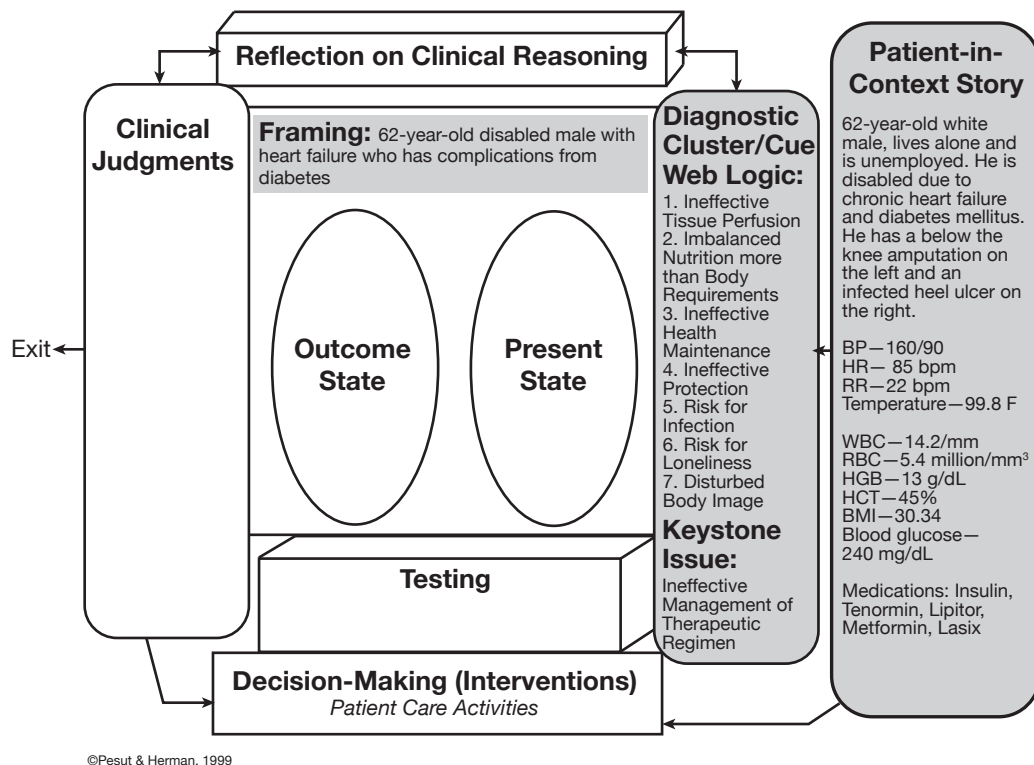 Reflection on Clinical Reasoning
Clinical
Judgments
Framing: 62-year-old disabled male with
heart failure who has complications from
diabetes
Outcome
State
Present
State
Exit
Testing
Decision-Making (Interventions)
Patient Care Activities
Diagnostic
Cluster/Cue
Web Logic:
1. Ineffective
Tissue Perfusion
2. Imbalanced
Nutrition more
than Body
Requirements
3. Ineffective
Health
Maintenance
4. Ineffective
Protection
5. Risk for
Infection
6. Risk for
Loneliness
7. Disturbed
Body Image
Keystone
Issue:
Ineffective
Management of
Therapeutic
Regimen
Patient-in-
Context Story
62-year-old white
male, lives alone and
is unemployed. He is
disabled due to
chronic heart failure
and diabetes mellitus.
He has a below the
knee amputation on
the left and an
infected heel ulcer on
the right.
BP—160/90
HR— 85 bpm
RR—22 bpm
Temperature—99.8 F
WBC—14.2/mm
RBC—5.4 million/mm³
HGB—13 g/dL
HCT—45%
BMI—30.34
Blood glucose—
240 mg/dL
Medications: Insulin,
Tenormin, Lipitor,
Metformin, Lasix
©Pesut & Herman, 1999